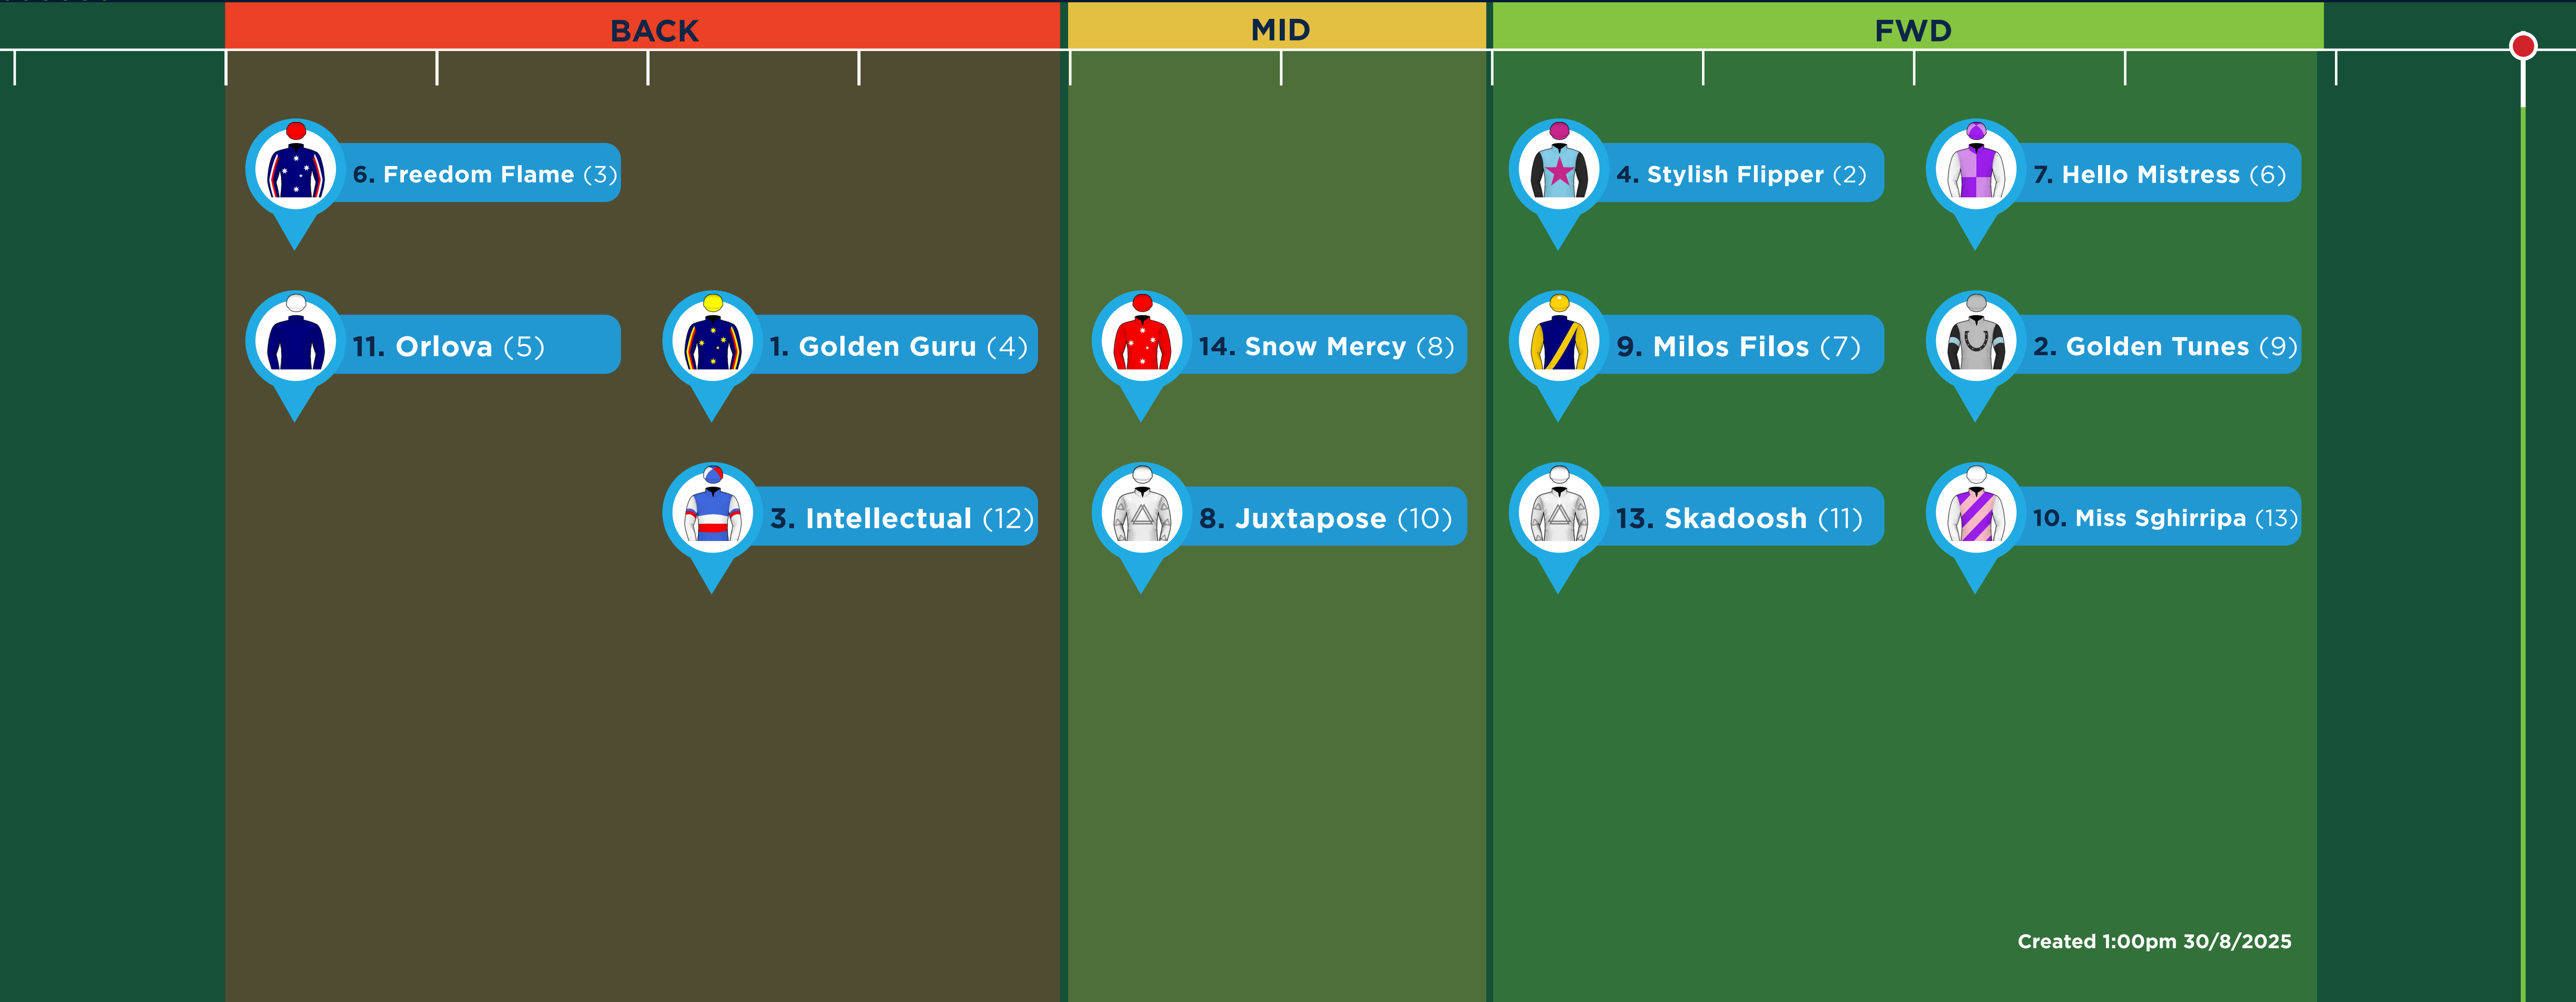 BACK
MID
FWD
6. Freedom Flame (3)
4. Stylish Flipper (2)
7. Hello Mistress (6)
11. Orlova (5)
1. Golden Guru (4)
14. Snow Mercy (8)
9. Milos Filos (7)
2. Golden Tunes (9)
3. Intellectual (12)
8. Juxtapose (10)
13. Skadoosh (11)
10. Miss Sghirripa (13)
Created 1:00pm 30/8/2025